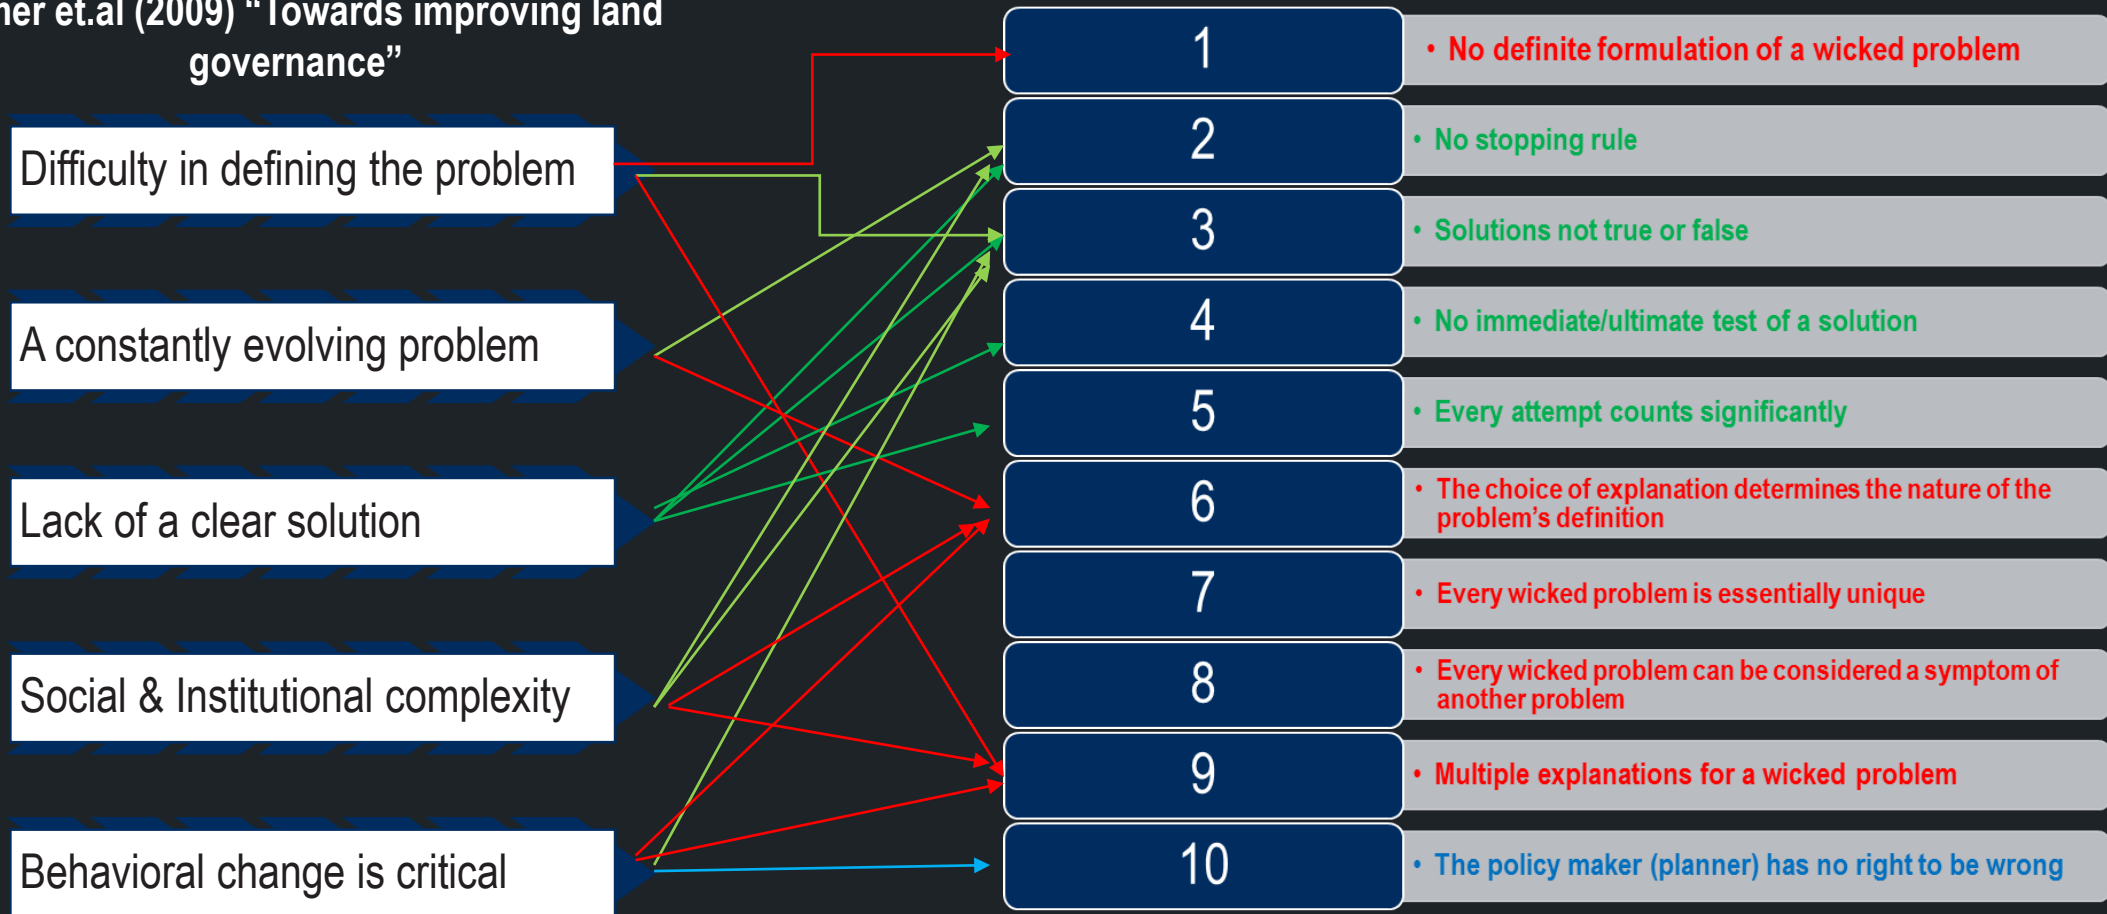 et.al (2009) “Towards improving land
governance”
Difficulty in defining the problem
A constantly evolving problem
Lack of a clear solution
Social & Institutional complexity
Behavioral change is critical
1
• No definite formulation of a wicked problem
2
• No stopping rule
3
• Solutions not true or false
4
• No immediate/ultimate test of a solution
5
• Every attempt counts significantly
6
• The choice of explanation determines the nature of the
problem’s definition
7
• Every wicked problem is essentially unique
8
• Every wicked problem can be considered a symptom of
another problem
9
• Multiple explanations for a wicked problem
10
• The policy maker (planner) has no right to be wrong